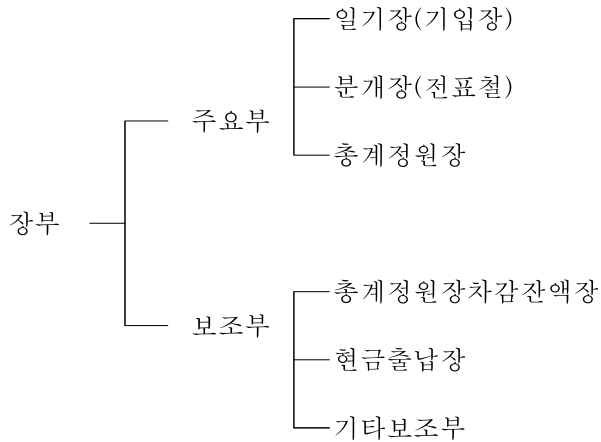 일기장(기입장)
분개장(전표철)
주요부
총계정원장
장부
총계정원장차감잔액장
보조부
현금출납장
기타보조부